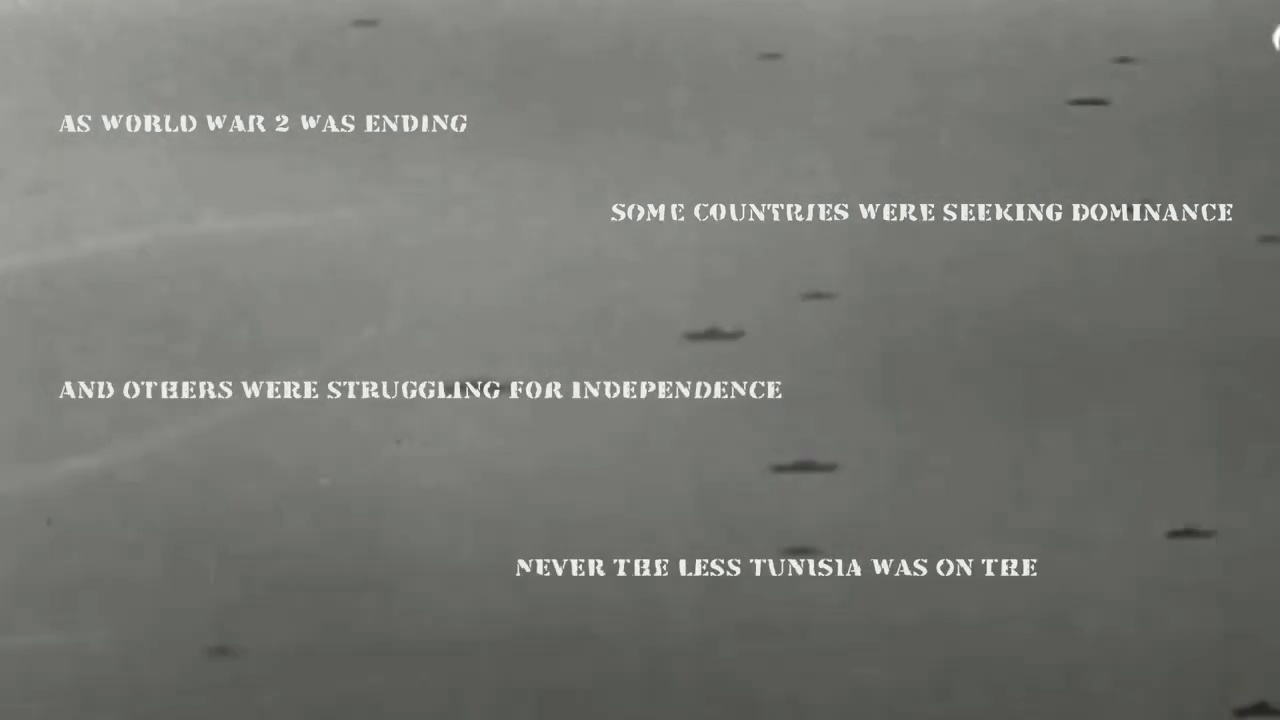 AS WORLD WAR 2 WAS ENDING
SOME COUNTRIES WERE SEEKING DOMINANCE
AND OTHERS WERE STRUGGLING FOR INDEPENDENCE
NEVER THE LESS TUNISIA WAS ON THE